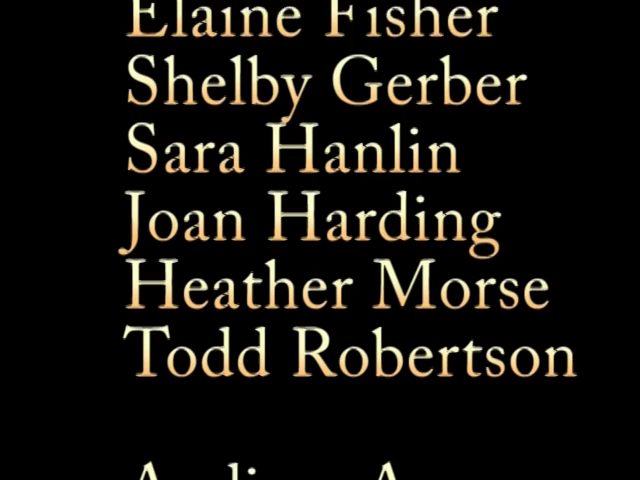 Elaine Fisher
Shelby Gerber
Sara Hanlin
Joan Harding
Heather Morse
Todd Robertson